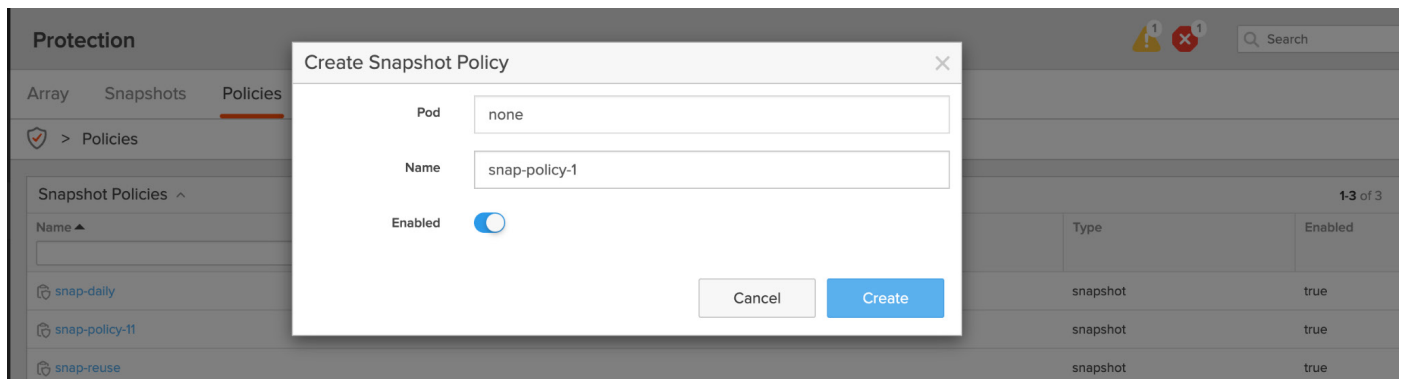 Protection
1
1
Search
Array Snapshots Policies
> Policies
Create Snapshot Policy
Pod none
Name snap-policy-1
Enabled
Cancel Create
Snapshot Policies
1-3 of 3
Name Type Enabled
snap-daily snapshot true
snap-policy-11 snapshot true
snap-reuse snapshot true